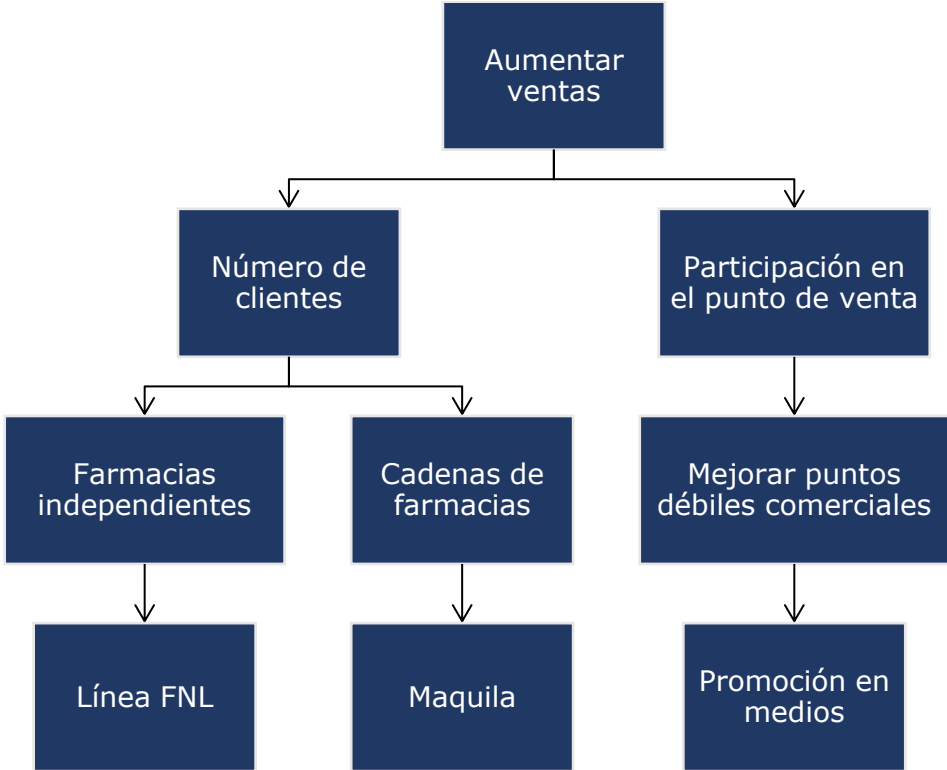 Aumentar
ventas
Número de
clientes
Participación en
el punto de venta
Farmacias
independientes
Cadenas de
farmacias
Mejorar puntos
débiles comerciales
Línea FNL
Maquila
Promoción en
medios